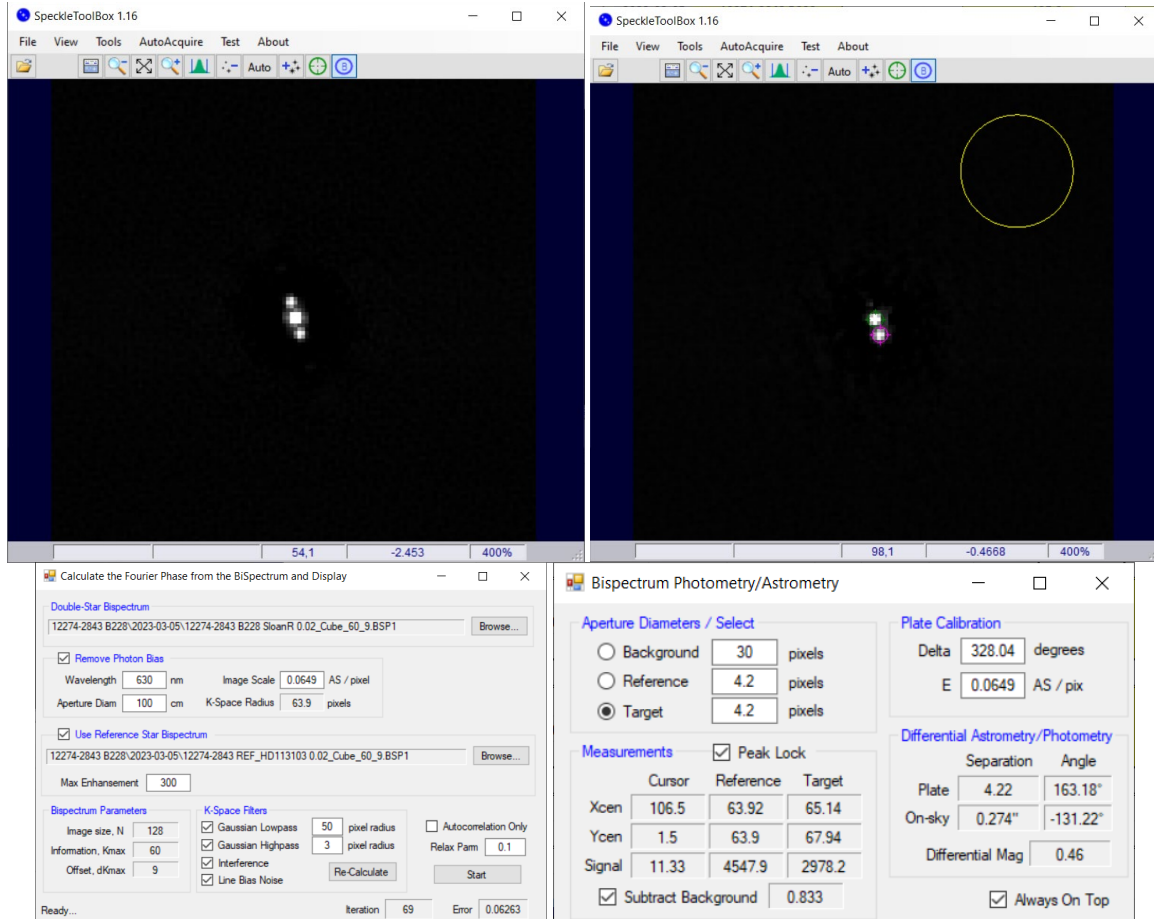 SpeckleToolBox 1.16
File View Tools AutoAcquire Test About
Auto
B
54,1 -2.453 400%
SpeckleToolBox 1.16
File View Tools AutoAcquire Test About
Auto
B
98,1 -0.4668 400%
Calculate the Fourier Phase from the BiSpectrum and Display
Double-Star Bispectrum
12274-2843 B228\2023-03-05\12274-2843 B228 SloanR 0.02_Cube_60_9.BSP1 Browse...
Remove Photon Bias
Wavelength 630 nm Image Scale 0.0649 AS / pixel
Aperture Diam 100 cm K-Space Radius 63.9 pixels
Use Reference Star Bispectrum
12274-2843 B228\2023-03-05\12274-2843 REF_HD113103 0.02_Cube_60_9.BSP1 Browse...
Max Enhansement 300
Bispectrum Parameters
Image size, N 128
Information, Kmax 60
Offset, dKmax 9
K-Space Filters
Gaussian Lowpass 50 pixel radius
Gaussian Highpass 3 pixel radius
Interference
Line Bias Noise
Re-Calculate
Autocorrelation Only
Relax Parm 0.1
Start
Ready... Iteration 69 Error 0.06263
Bispectrum Photometry/Astrometry
Aperture Diameters / Select
Background 30 pixels
Reference 4.2 pixels
Target 4.2 pixels
Measurements Peak Lock
Cursor Reference Target
Xcen 106.5 63.92 65.14
Ycen 1.5 63.9 67.94
Signal 11.33 4547.9 2978.2
Subtract Background 0.833
Plate Calibration
Delta 328.04 degrees
E 0.0649 AS / pix
Differential Astrometry/Photometry
Separation Angle
Plate 4.22 163.18°
On-sky 0.274" -131.22°
Differential Mag 0.46
Always On Top